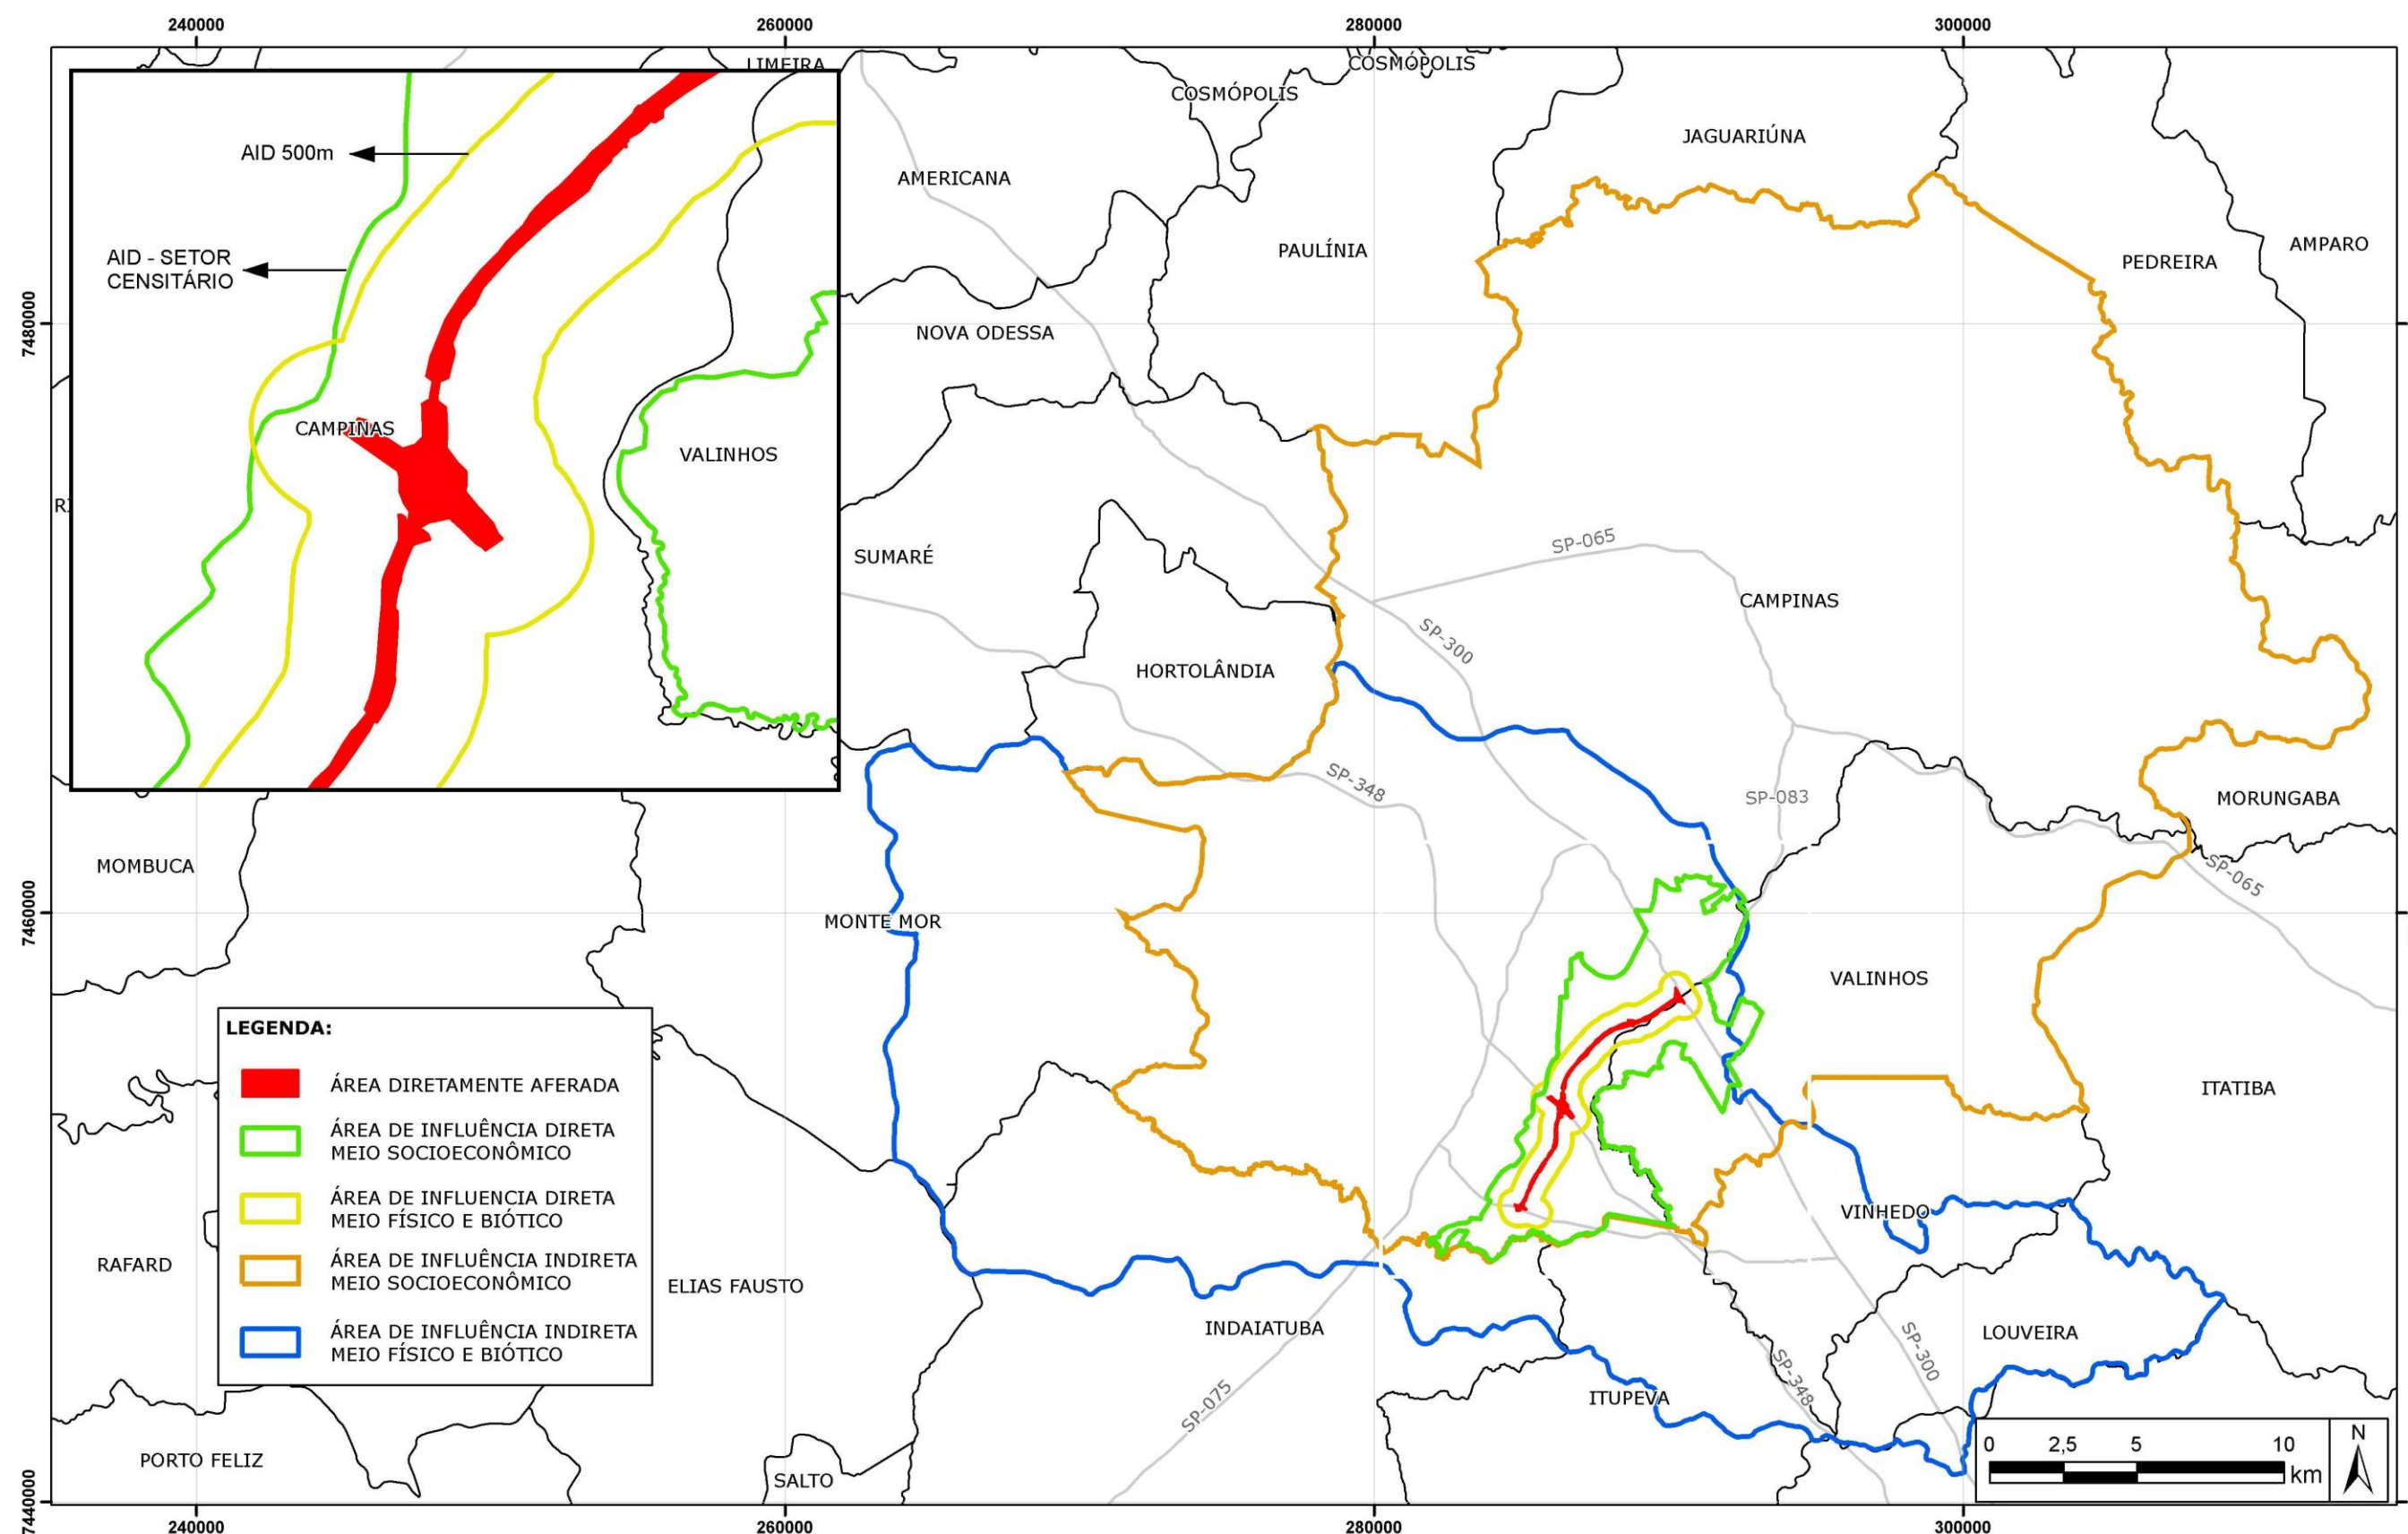 240000
260000
280000
300000
LIMEIRA
COSMÓPOLIS
COSMÓPOLIS
JAGUARIÚNA
AMERICANA
PAULÍNIA
PEDREIRA
AMPARO
AID 500m
AID - SETOR
CENSITÁRIO
7480000
NOVA ODESSA
CAMPINAS
VALINHOS
SUMARÉ
SP-065
CAMPINAS
SP-300
HORTOLÂNDIA
SP-348
SP-083
MORUNGABA
MOMBUCA
SP-065
7460000
MONTE MOR
VALINHOS
ITATIBA
VINHEDO
LEGENDA:
ÁREA DIRETAMENTE AFERADA
ÁREA DE INFLUÊNCIA DIRETA
MEIO SOCIOECONÔMICO
ÁREA DE INFLUENCIA DIRETA
MEIO FÍSICO E BIÓTICO
ÁREA DE INFLUÊNCIA INDIRETA
MEIO SOCIOECONÔMICO
ÁREA DE INFLUÊNCIA INDIRETA
MEIO FÍSICO E BIÓTICO
RAFARD
ELIAS FAUSTO
INDAIATUBA
LOUVEIRA
SP-300
SP-348
ITUPEVA
SP-075
PORTO FELIZ
SALTO
0 2,5 5 10
km
N
7440000
240000
260000
280000
300000